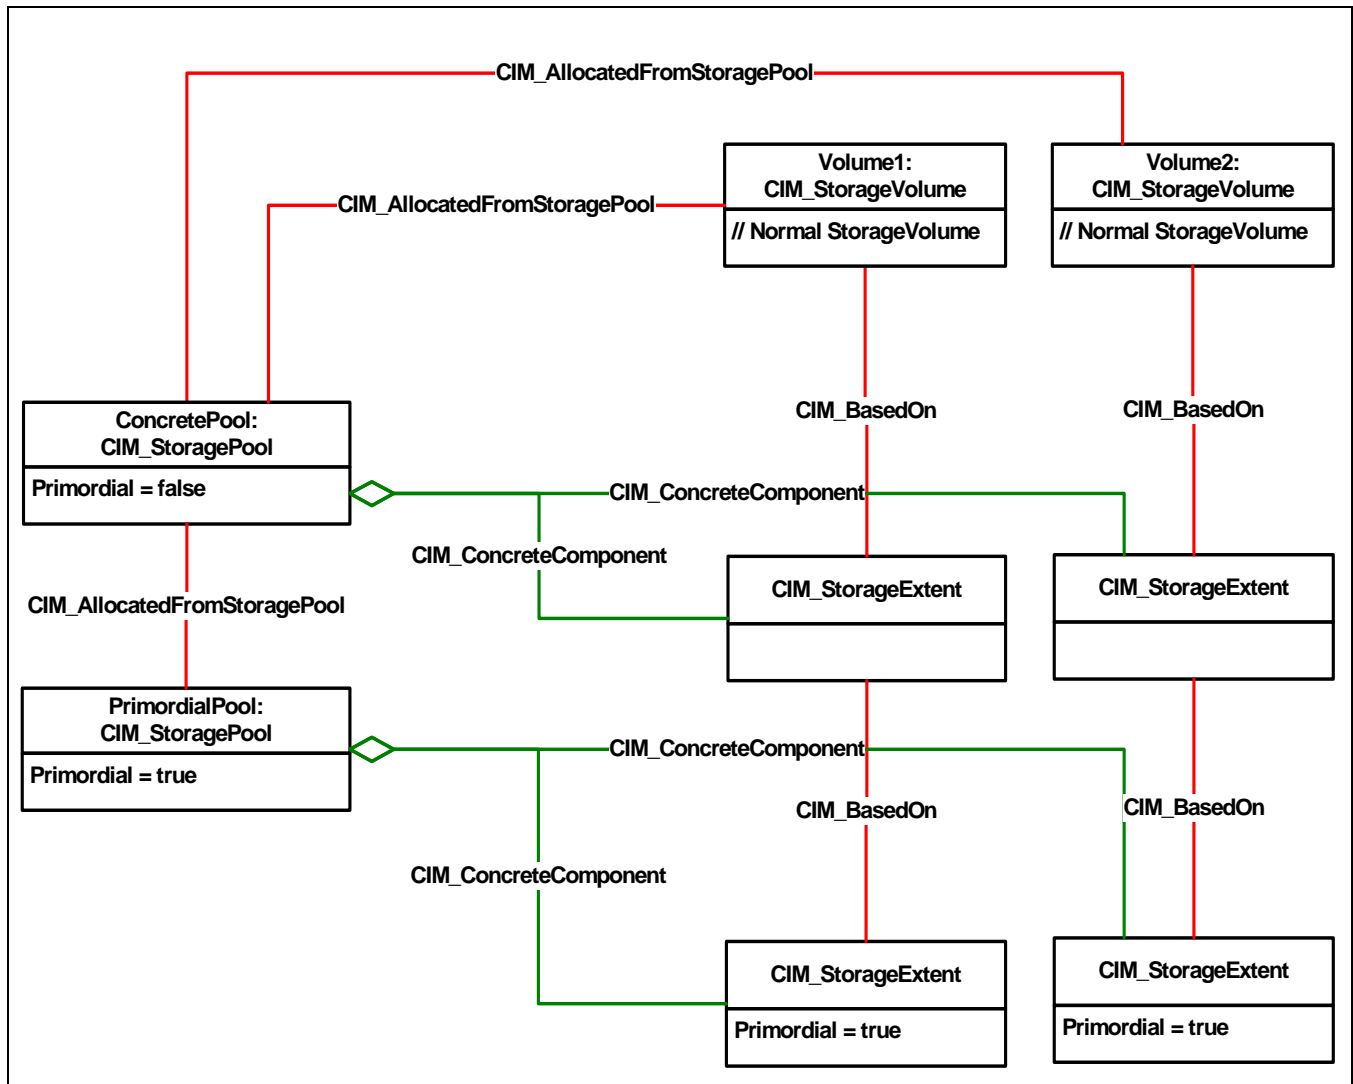 CIM_AllocatedFromStoragePool
Volume1:
CIM_StorageVolume
// Normal StorageVolume
Volume2:
CIM_StorageVolume
// Normal StorageVolume
CIM_AllocatedFromStoragePool
ConcretePool:
CIM_StoragePool
Primordial = false
CIM_BasedOn
CIM_BasedOn
CIM_ConcreteComponent
CIM_ConcreteComponent
CIM_StorageExtent
CIM_StorageExtent
CIM_AllocatedFromStoragePool
PrimordialPool:
CIM_StoragePool
Primordial = true
CIM_ConcreteComponent
CIM_BasedOn
CIM_BasedOn
CIM_ConcreteComponent
CIM_StorageExtent
Primordial = true
CIM_StorageExtent
Primordial = true